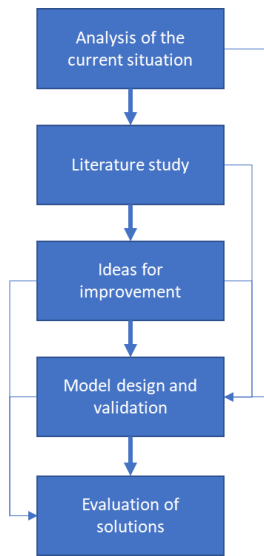 Analysis of the
current situation
Literature study
Ideas for
improvement
Model design and
validation
Evaluation of
solutions